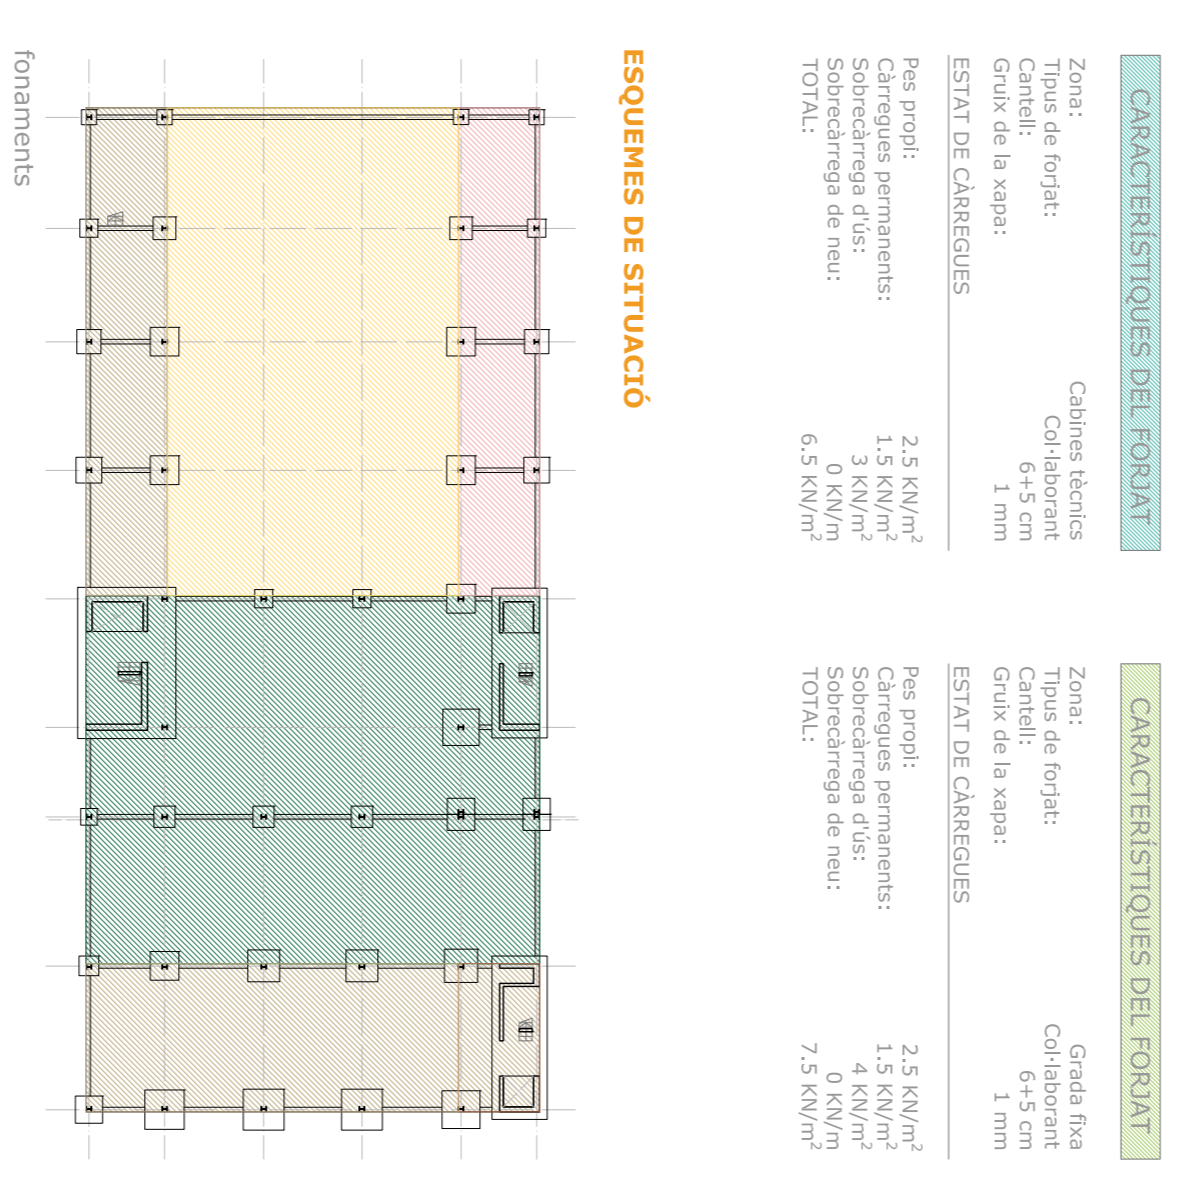 CARACTERÍSTIQUES DEL FORJAT
Zona: Cabines tècnics
Tipus de forjat: Col·laborant
Cantell: 6+5 cm
Gruix de la xapa: 1 mm
ESTAT DE CÀRREGUES
Pes propi: 2.5 KN/m²
Càrregues permanents: 1.5 KN/m²
Sobrecàrrega d'ús: 3 KN/m²
Sobrecàrrega de neu: 0 KN/m
TOTAL: 6.5 KN/m²
CARACTERÍSTIQUES DEL FORJAT
Zona: Grada fixa
Tipus de forjat: Col·laborant
Cantell: 6+5 cm
Gruix de la xapa: 1 mm
ESTAT DE CÀRREGUES
Pes propi: 2.5 KN/m²
Càrregues permanents: 1.5 KN/m²
Sobrecàrrega d'ús: 4 KN/m²
Sobrecàrrega de neu: 0 KN/m
TOTAL: 7.5 KN/m²
ESQUEMES DE SITUACIÓ
fonaments